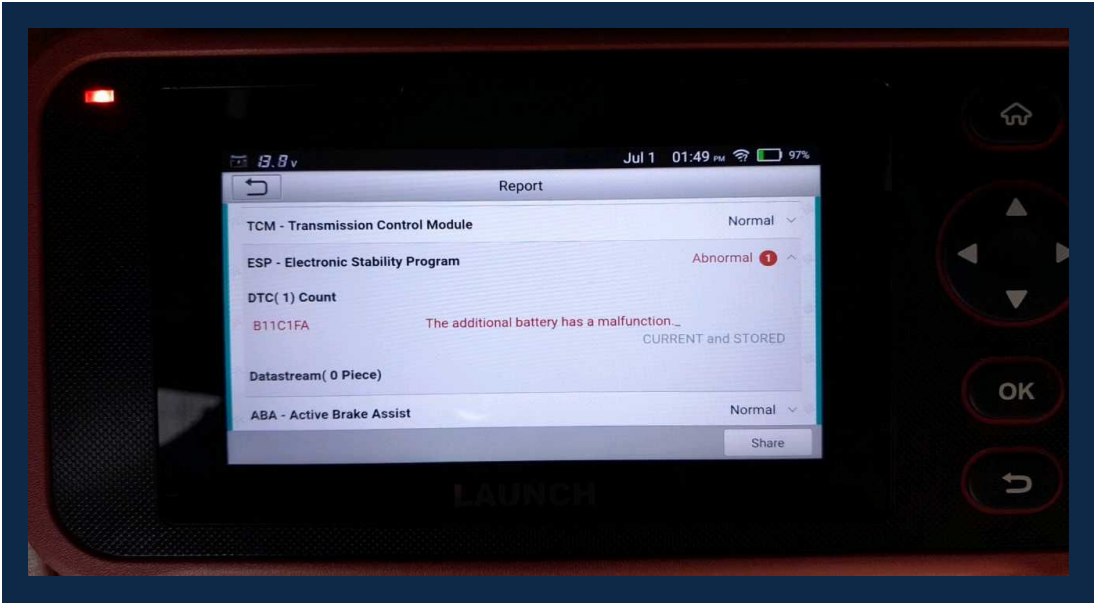 13.8v Jul 1 01:49 PM 97%
Report
TCM - Transmission Control Module Normal
ESP - Electronic Stability Program Abnormal 1
DTC( 1) Count
B11C1FA The additional battery has a malfunction._
CURRENT and STORED
Datastream( 0 Piece)
ABA - Active Brake Assist Normal
Share
LAUNCH
OK